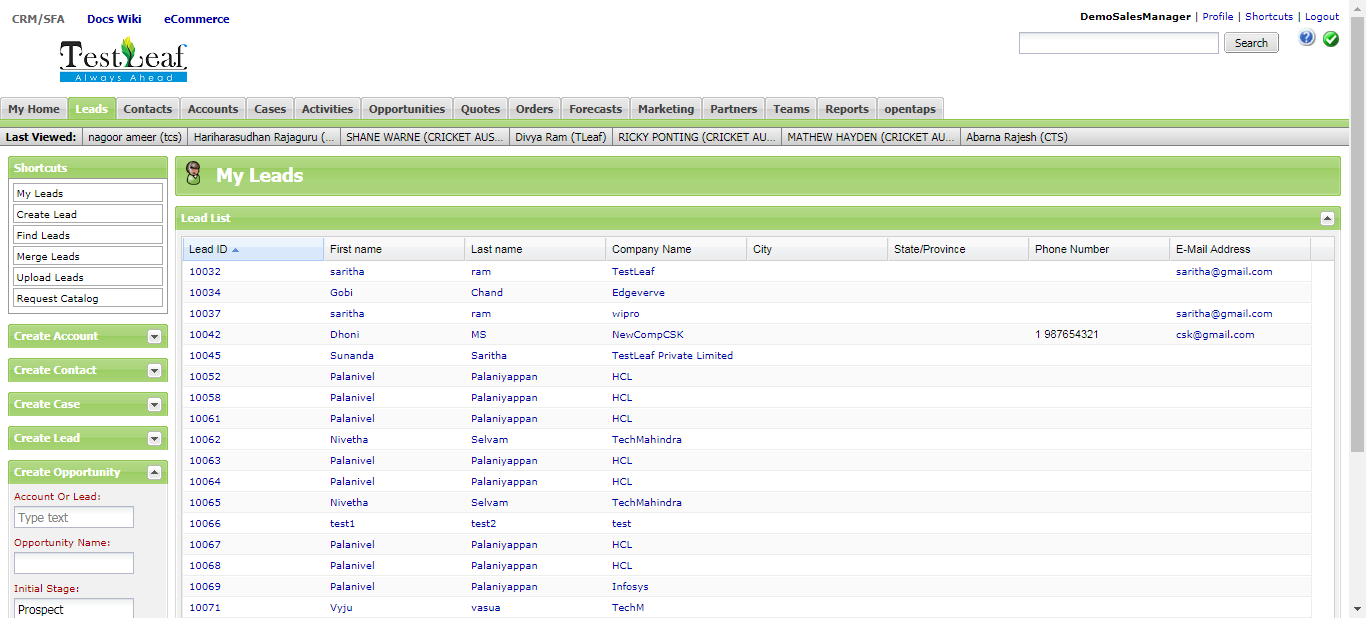 CRM/SFA Docs Wiki eCommerce
DemoSalesManager | Profile | Shortcuts | Logout
TestLeaf
Always Ahead
Search
My Home Leads Contacts Accounts Cases Activities Opportunities Quotes Orders Forecasts Marketing Partners Teams Reports opentaps
Last Viewed: nagoor ameer (tcs) Hariharasudhan Rajaguru (... SHANE WARNE (CRICKET AUS... Divya Ram (TLeaf) RICKY PONTING (CRICKET AU... MATHEW HAYDEN (CRICKET AU... Abarna Rajesh (CTS)
Shortcuts
My Leads
Create Lead
Find Leads
Merge Leads
Upload Leads
Request Catalog
Create Account
Create Contact
Create Case
Create Lead
Create Opportunity
Account Or Lead:
Type text
Opportunity Name:
Initial Stage:
Prospect
My Leads
Lead List
Lead ID First name Last name Company Name City State/Province Phone Number E-Mail Address
10032 saritha ram TestLeaf saritha@gmail.com
10034 Gobi Chand Edgeverve
10037 saritha ram wipro saritha@gmail.com
10042 Dhoni MS NewCompCSK 1 987654321 csk@gmail.com
10045 Sunanda Saritha TestLeaf Private Limited
10052 Palanivel Palaniyappan HCL
10058 Palanivel Palaniyappan HCL
10061 Palanivel Palaniyappan HCL
10062 Nivetha Selvam TechMahindra
10063 Palanivel Palaniyappan HCL
10064 Palanivel Palaniyappan HCL
10065 Nivetha Selvam TechMahindra
10066 test1 test2 test
10067 Palanivel Palaniyappan HCL
10068 Palanivel Palaniyappan HCL
10069 Palanivel Palaniyappan Infosys
10071 Vyju vasua TechM